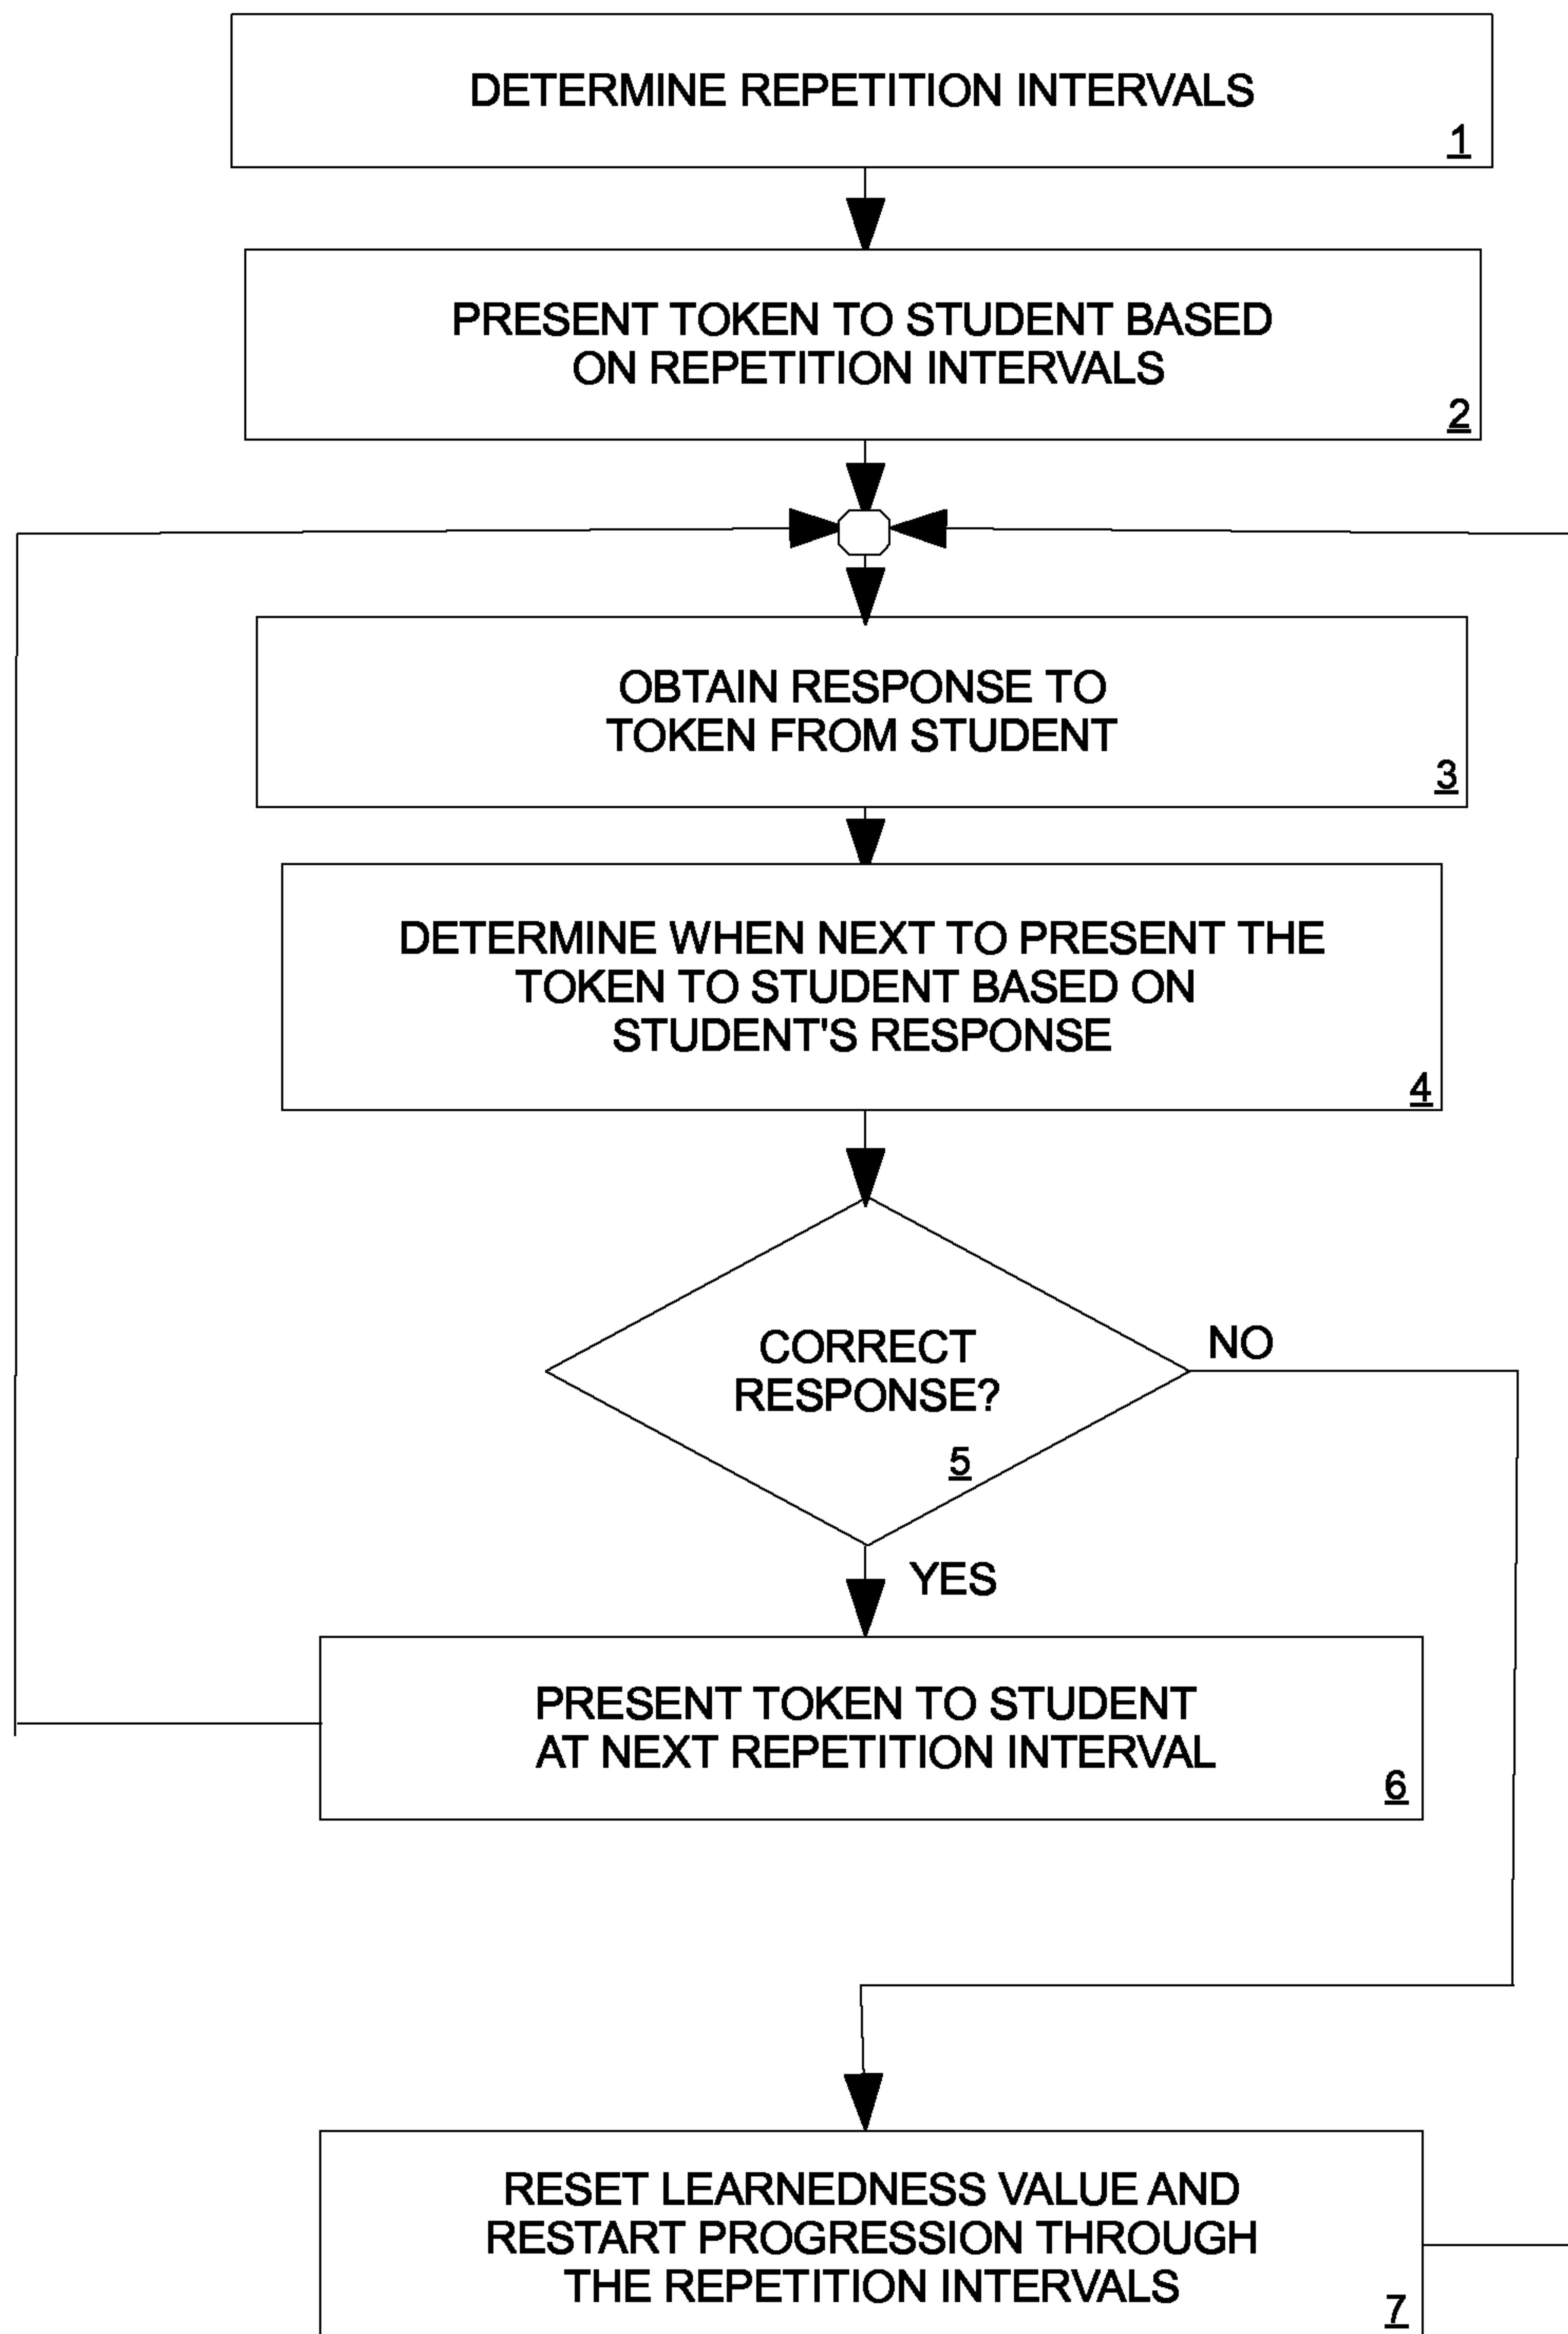 DETERMINE REPETITION INTERVALS
1
PRESENT TOKEN TO STUDENT BASED
ON REPETITION INTERVALS
2
OBTAIN RESPONSE TO
TOKEN FROM STUDENT
3
DETERMINE WHEN NEXT TO PRESENT THE
TOKEN TO STUDENT BASED ON
STUDENT'S RESPONSE
4
CORRECT
RESPONSE?
5
NO
YES
PRESENT TOKEN TO STUDENT
AT NEXT REPETITION INTERVAL
6
RESET LEARNEDNESS VALUE AND
RESTART PROGRESSION THROUGH
THE REPETITION INTERVALS
7